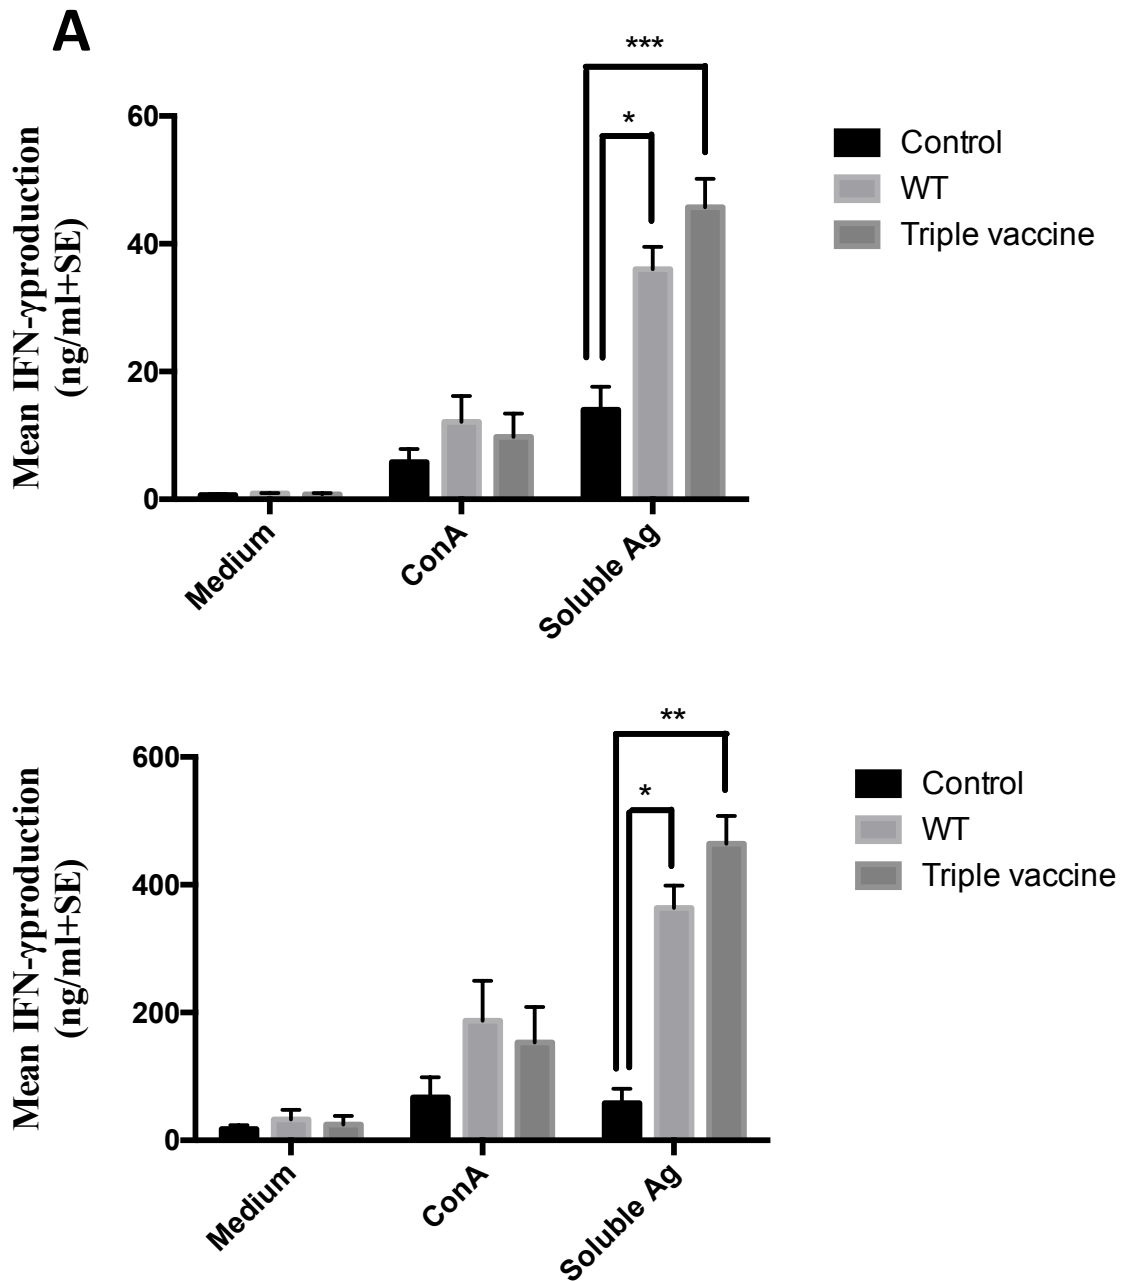 A
***
*
60
40
20
0
Mean IFN-γproduction
(ng/ml+SE)
Control
WT
Triple vaccine
Medium
ConA
Soluble Ag
**
*
600
400
200
0
Mean IFN-γproduction
(ng/ml+SE)
Control
WT
Triple vaccine
Medium
ConA
Soluble Ag